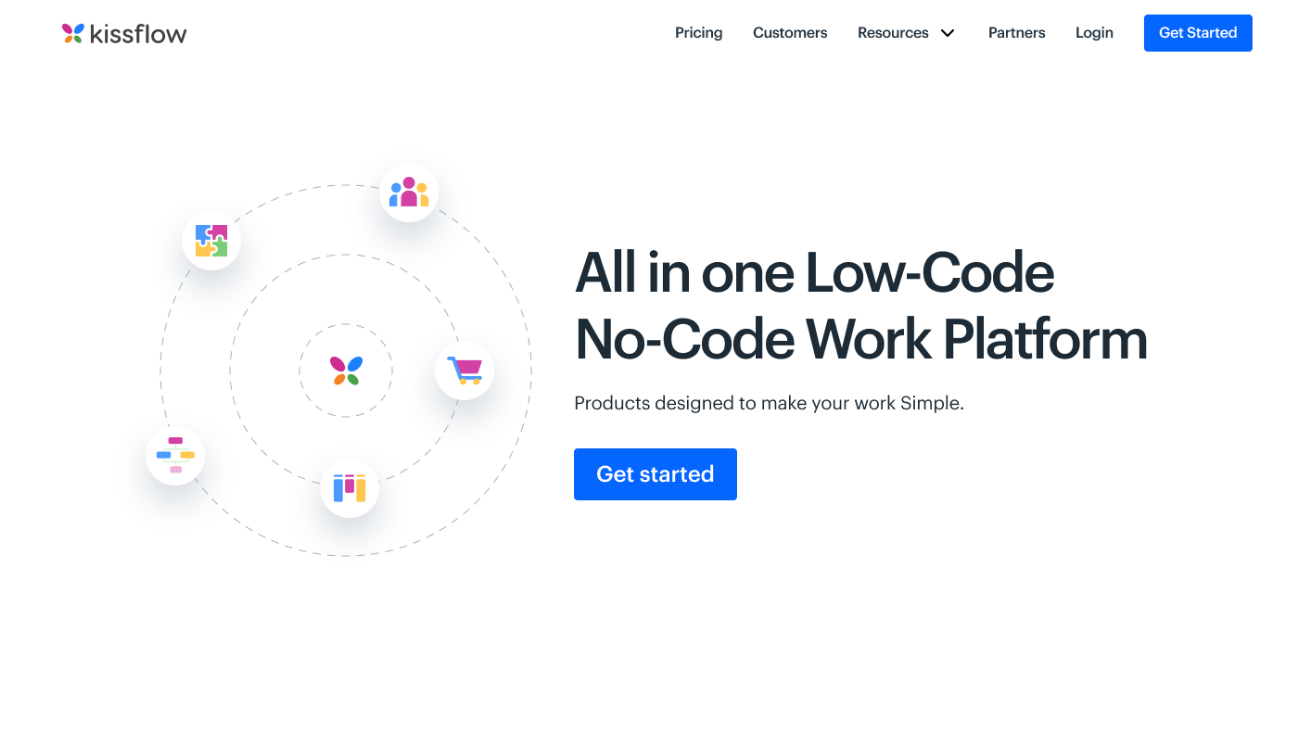 kissflow
Pricing
Customers
Resources
Partners
Login
Get Started
All in one Low-Code
No-Code Work Platform
Products designed to make your work Simple.
Get started